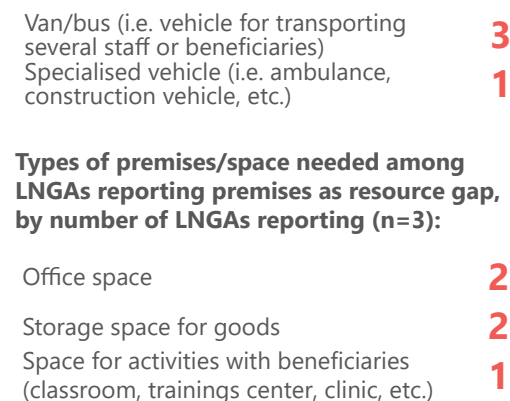 Van/bus (i.e. vehicle for transporting
several staff or beneficiaries) 3
Specialised vehicle (i.e. ambulance,
construction vehicle, etc.) 1
Types of premises/space needed among
LNGAs reporting premises as resource gap,
by number of LNGAs reporting (n=3):
Office space 2
Storage space for goods 2
Space for activities with beneficiaries
(classroom, trainings center, clinic, etc.) 1